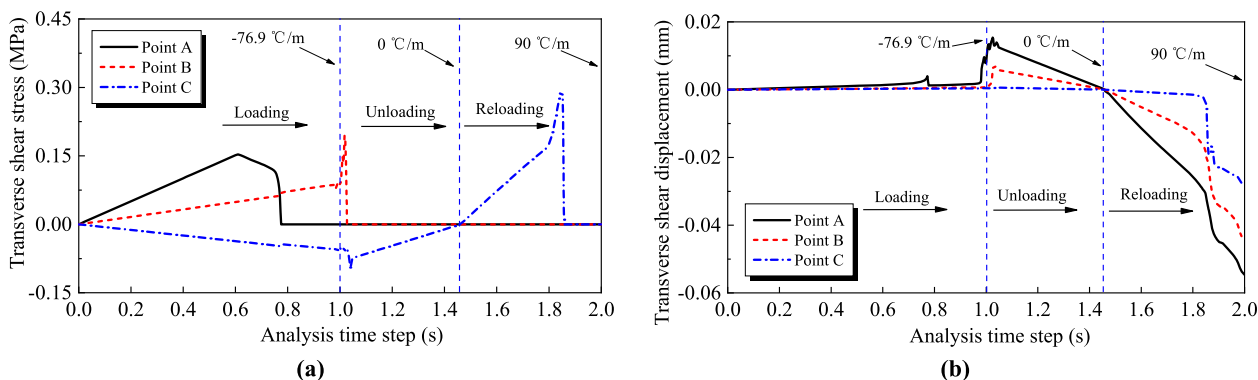 0.45
0.30
0.15
0.00
-0.15
Transverse shear stress (MPa)
Point A
Point B
Point C
-76.9 ℃/m
0 ℃/m
90 ℃/m
Loading
Unloading
Reloading
0.0 0.2 0.4 0.6 0.8 1.0 1.2 1.4 1.6 1.8 2.0
Analysis time step (s)
(a)
0.02
0.00
-0.02
-0.04
-0.06
Transverse shear displacement (mm)
-76.9 ℃/m
0 ℃/m
90 ℃/m
Loading
Unloading
Reloading
Point A
Point B
Point C
0.0 0.2 0.4 0.6 0.8 1.0 1.2 1.4 1.6 1.8 2.0
Analysis time step (s)
(b)